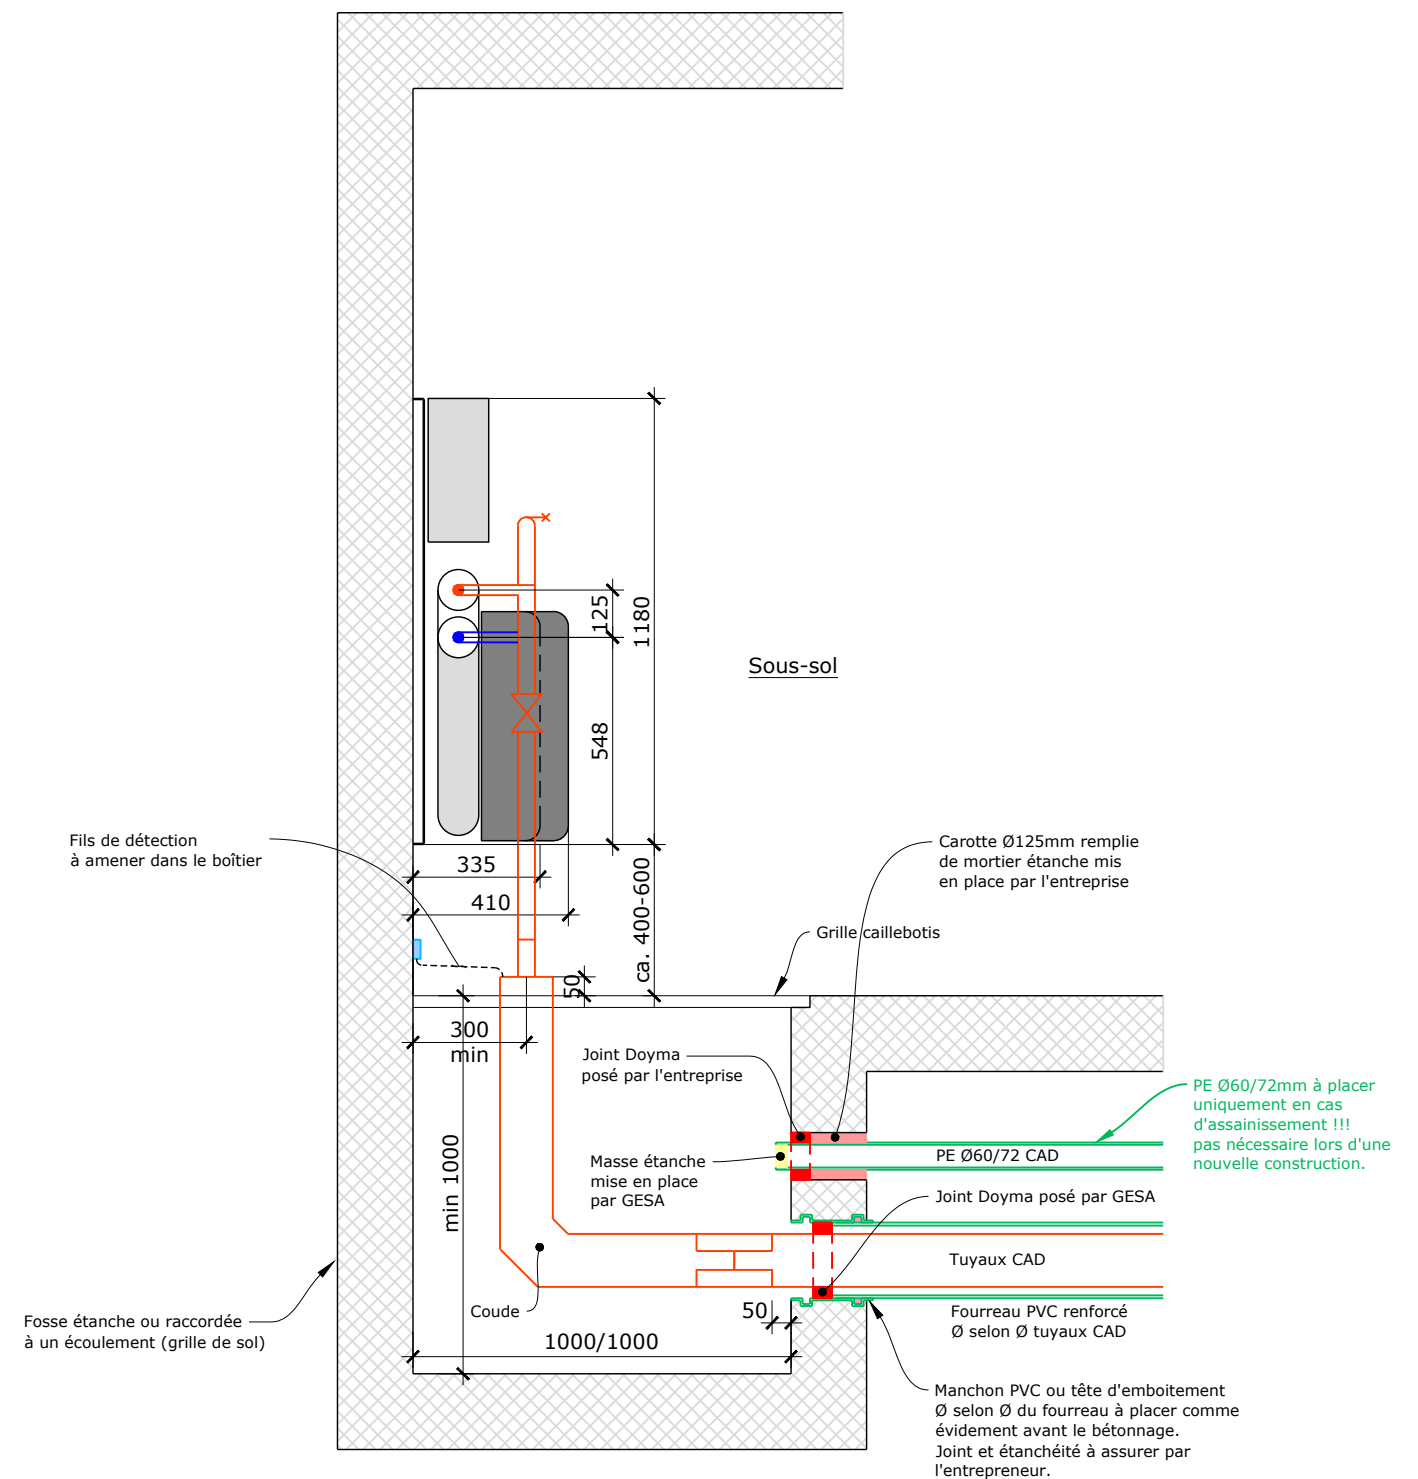 125
1180
Sous-sol
548
Fils de détection
à amener dans le boîtier
335
410
ca. 400-600
Carotte Ø125mm remplie
de mortier étanche mis
en place par l'entreprise
Grille caillebotis
50
300
min
Joint Doyma
posé par l'entreprise
PE Ø60/72mm à placer
uniquement en cas
d'assainissement !!!
pas nécessaire lors d'une
nouvelle construction.
min 1000
Masse étanche
mise en place
par GESA
PE Ø60/72 CAD
Joint Doyma posé par GESA
Tuyaux CAD
Coude
50
Fourreau PVC renforcé
Ø selon Ø tuyaux CAD
Fosse étanche ou raccordée
à un écoulement (grille de sol)
1000/1000
Manchon PVC ou tête d'emboitement
Ø selon Ø du fourreau à placer comme
évidement avant le bétonnage.
Joint et étanchéité à assurer par
l'entrepreneur.